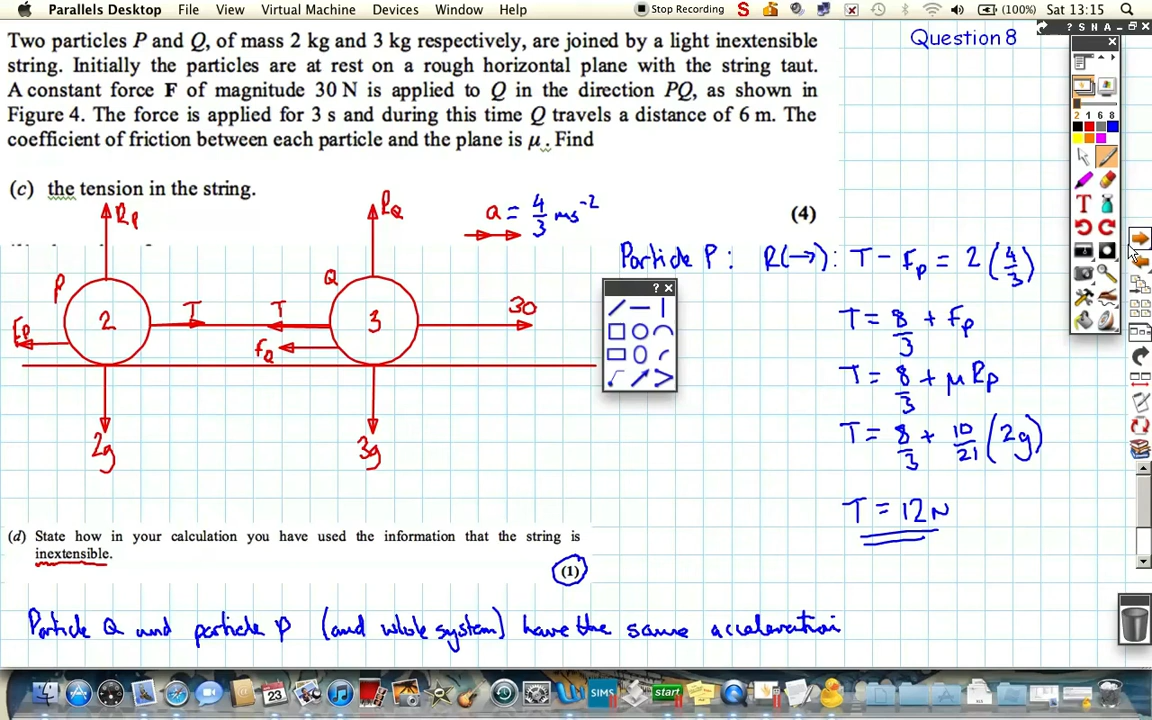 Parallels Desktop File View Virtual Machine Devices Window Help Stop Recording S (100%) Sat 13:15
Question 8
? S N A
Two particles P and Q, of mass 2 kg and 3 kg respectively, are joined by a light inextensible
string. Initially the particles are at rest on a rough horizontal plane with the string taut.
A constant force F of magnitude 30 N is applied to Q in the direction PQ, as shown in
Figure 4. The force is applied for 3 s and during this time Q travels a distance of 6 m. The
coefficient of friction between each particle and the plane is μ. Find
2 1 6 8
(c) the tension in the string.
(4)
RP
RQ
a = 4/3 ms⁻²
Particle P : R(→) : T - FP = 2(4/3)
P
Q
? ×
2
T
T
3
30
FP
FQ
T = 8/3 + FP
T = 8/3 + μRP
T = 8/3 + 10/21 (2g)
2g
3g
T = 12N
(d) State how in your calculation you have used the information that the string is
inextensible.
(1)
Particle Q and particle P (and whole system) have the same acceleration
23
SIMS
start